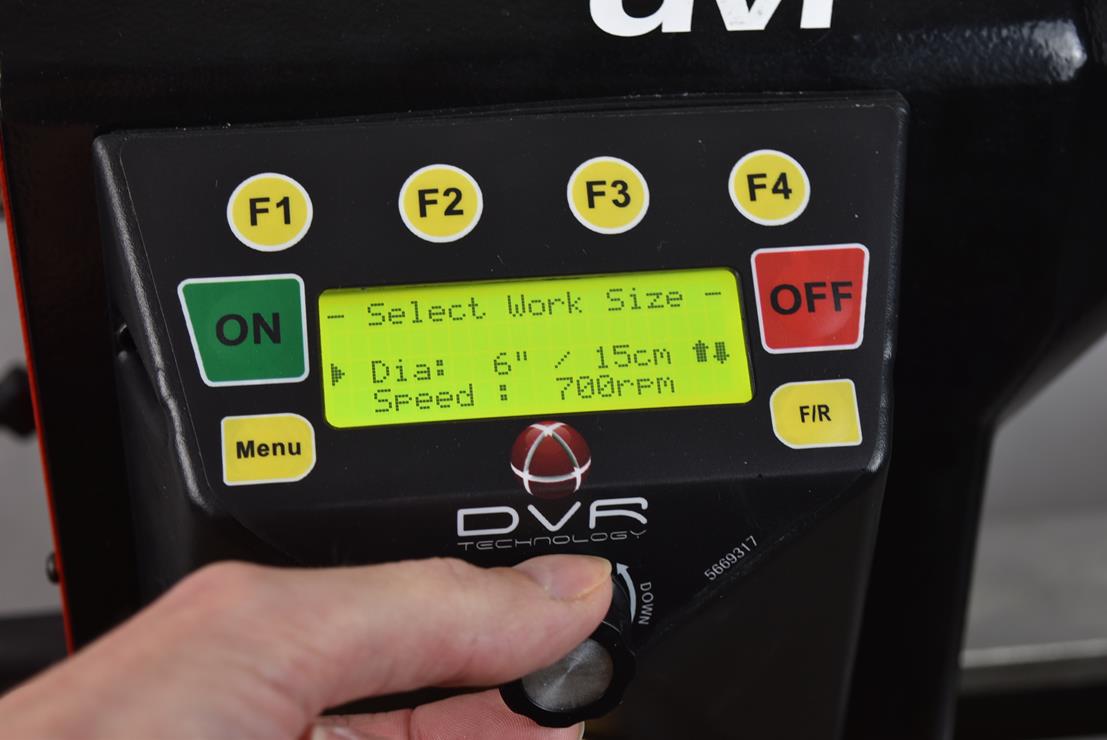 F1 F2 F3 F4
ON
OFF
- Select Work Size -
Dia: 6" / 15cm
Speed : 700rpm
Menu
F/R
DVR
TECHNOLOGY
DOWN
5669317